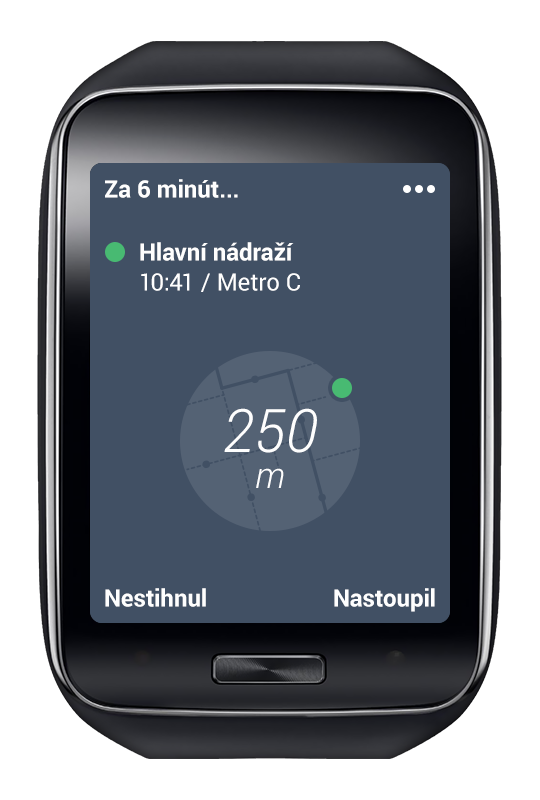 Za 6 minút...
Hlavní nádraží
10:41 / Metro C
250
m
Nestihnul
Nastoupil